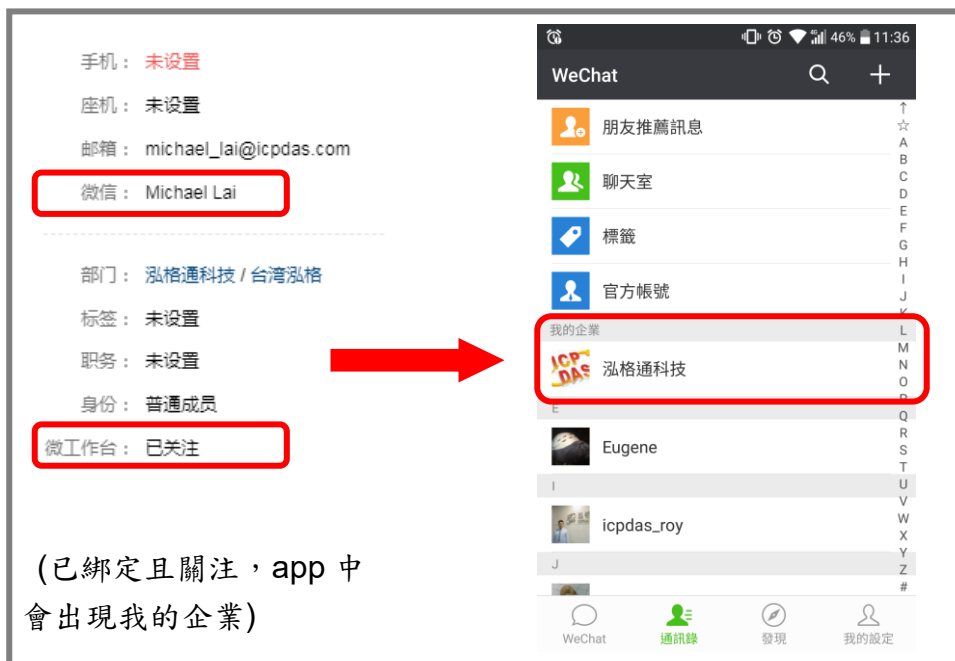 手机： 未设置
座机： 未设置
邮箱： michael_lai@icpdas.com
微信： Michael Lai
部门： 泓格通科技 / 台湾泓格
标签： 未设置
职务： 未设置
身份： 普通成员
微工作台： 已关注
(已綁定且關注，app 中
會出現我的企業)
46% 11:36
WeChat
朋友推薦訊息
聊天室
標籤
官方帳號
我的企業
ICP DAS 泓格通科技
E
Eugene
I
icpdas_roy
J
↑
☆
A
B
C
D
E
F
G
H
I
J
K
L
M
N
O
P
Q
R
S
T
U
V
W
X
Y
Z
#
WeChat 通訊錄 發現 我的設定